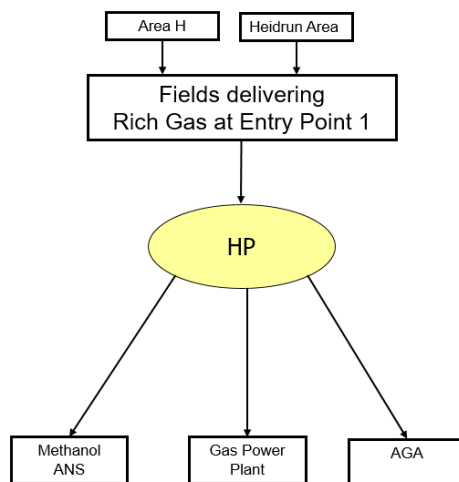 Area H
Heidrun Area
Fields delivering
Rich Gas at Entry Point 1
HP
Methanol
ANS
Gas Power
Plant
AGA